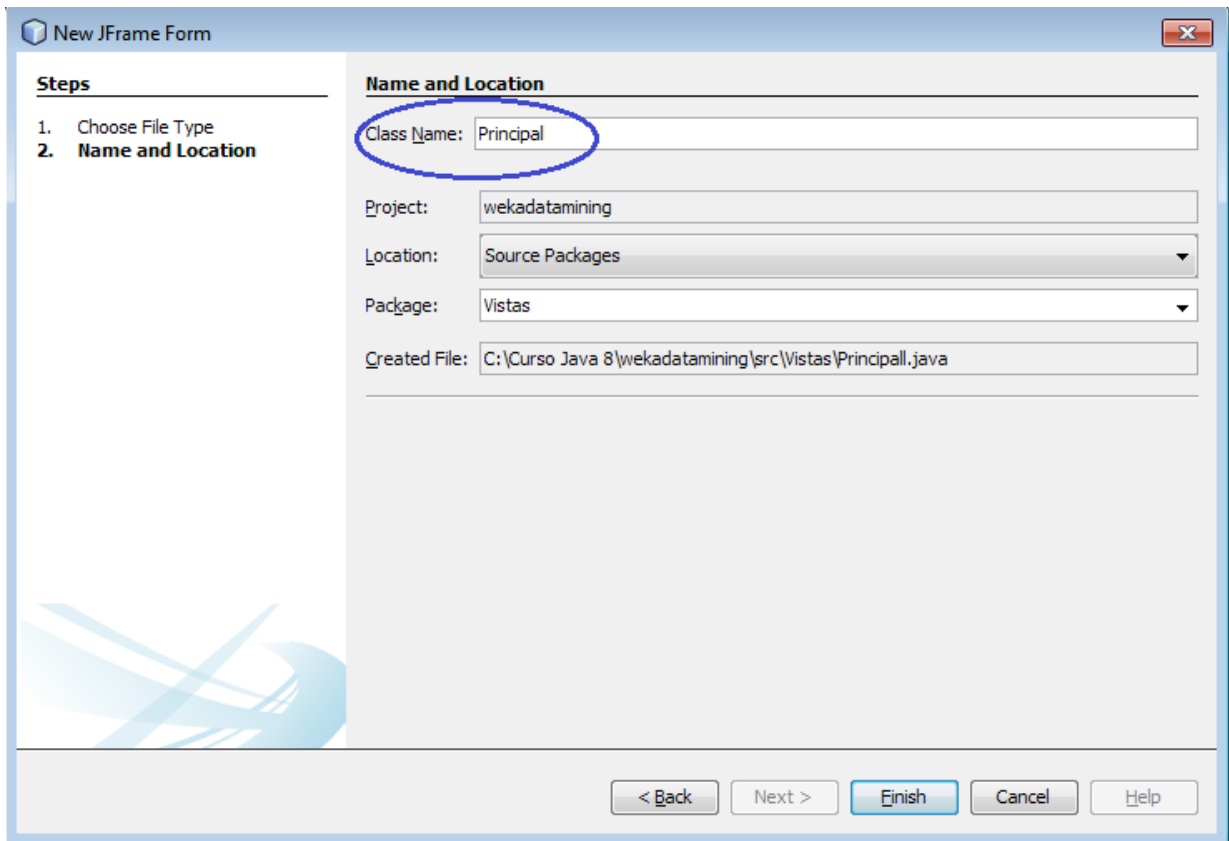 New JFrame Form
Steps
1. Choose File Type
2. Name and Location
Name and Location
Class Name: Principal
Project: wekadatamining
Location: Source Packages
Package: Vistas
Created File: C:\Curso Java 8\wekadatamining\src\Vistas\Principall.java
< Back Next > Finish Cancel Help